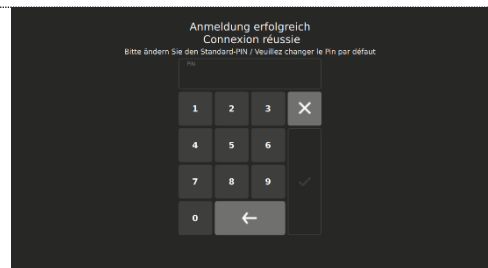 Anmeldung erfolgreich
Connexion réussie
Bitte ändern Sie den Standard-PIN / Veuillez changer le Pin par défaut
PIN
1 2 3
4 5 6
7 8 9
0